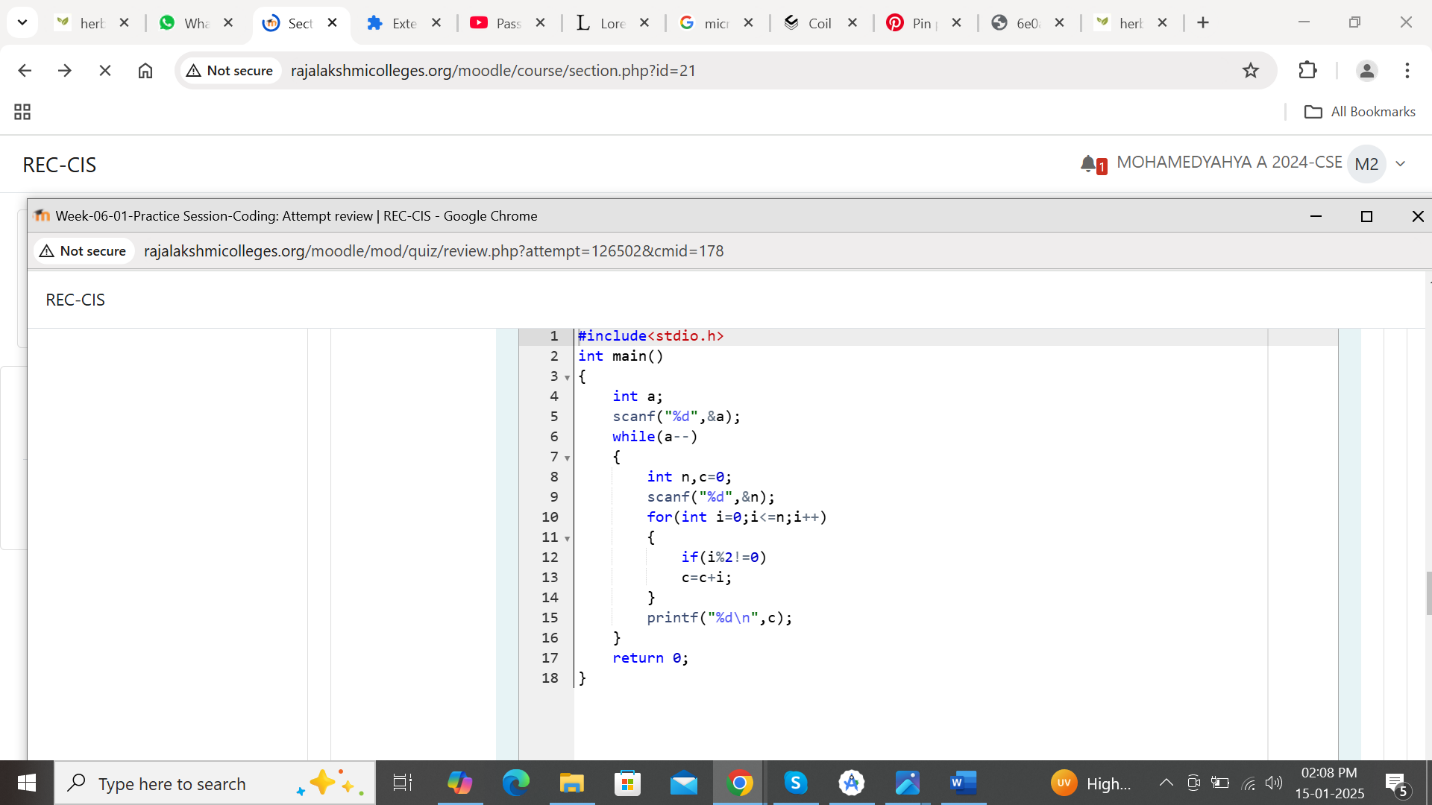 herb
Wha
Sect
Exte
Pass
Lore
micr
Coil
Pin
6e0
herb
Not secure
rajalakshmicolleges.org/moodle/course/section.php?id=21
All Bookmarks
REC-CIS
1
MOHAMEDYAHYA A 2024-CSE
M2
Week-06-01-Practice Session-Coding: Attempt review | REC-CIS - Google Chrome
Not secure
rajalakshmicolleges.org/moodle/mod/quiz/review.php?attempt=126502&cmid=178
REC-CIS
1 #include<stdio.h>
2 int main()
3 {
4 int a;
5 scanf("%d",&a);
6 while(a--)
7 {
8 int n,c=0;
9 scanf("%d",&n);
10 for(int i=0;i<=n;i++)
11 {
12 if(i%2!=0)
13 c=c+i;
14 }
15 printf("%d\n",c);
16 }
17 return 0;
18 }
Type here to search
UV
High...
02:08 PM
15-01-2025
5